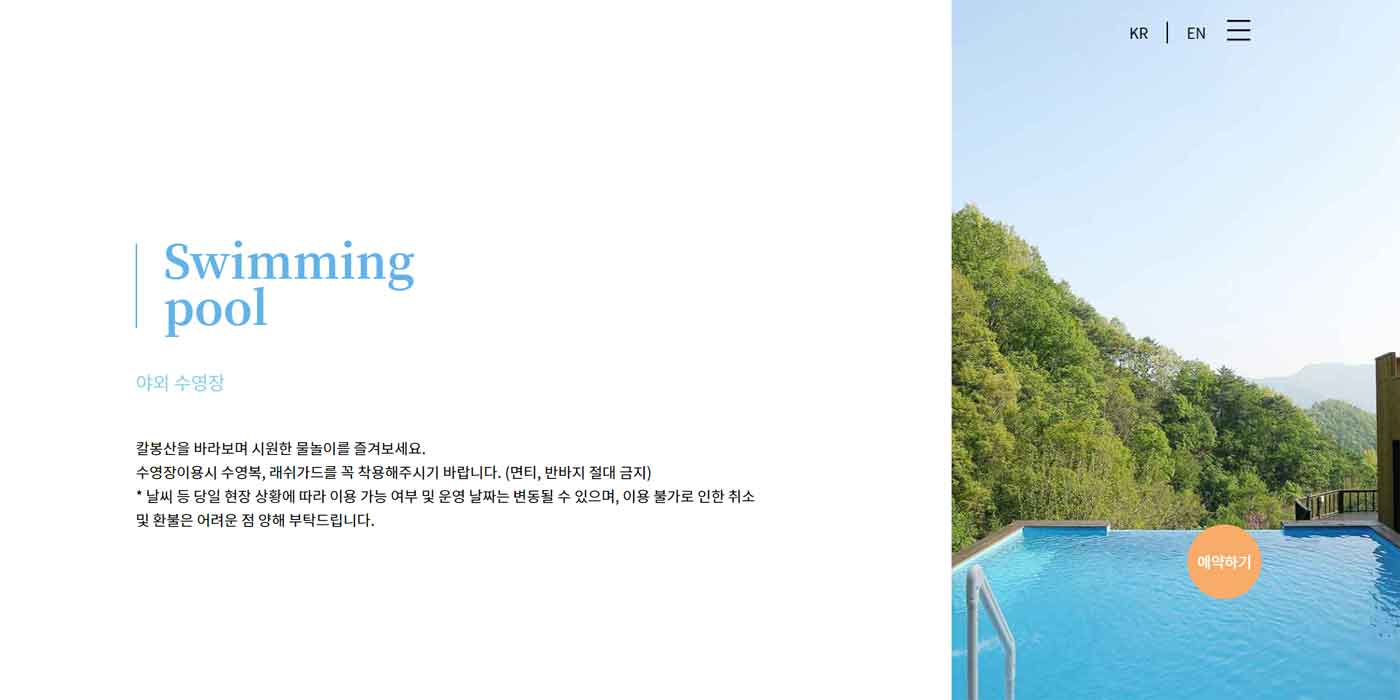 KR | EN
Swimming
pool
야외 수영장
칼봉산을 바라보며 시원한 물놀이를 즐겨보세요.
수영장이용시 수영복, 래쉬가드를 꼭 착용해주시기 바랍니다. (면티, 반바지 절대 금지)
* 날씨 등 당일 현장 상황에 따라 이용 가능 여부 및 운영 날짜는 변동될 수 있으며, 이용 불가로 인한 취소
및 환불은 어려운 점 양해 부탁드립니다.
예약하기